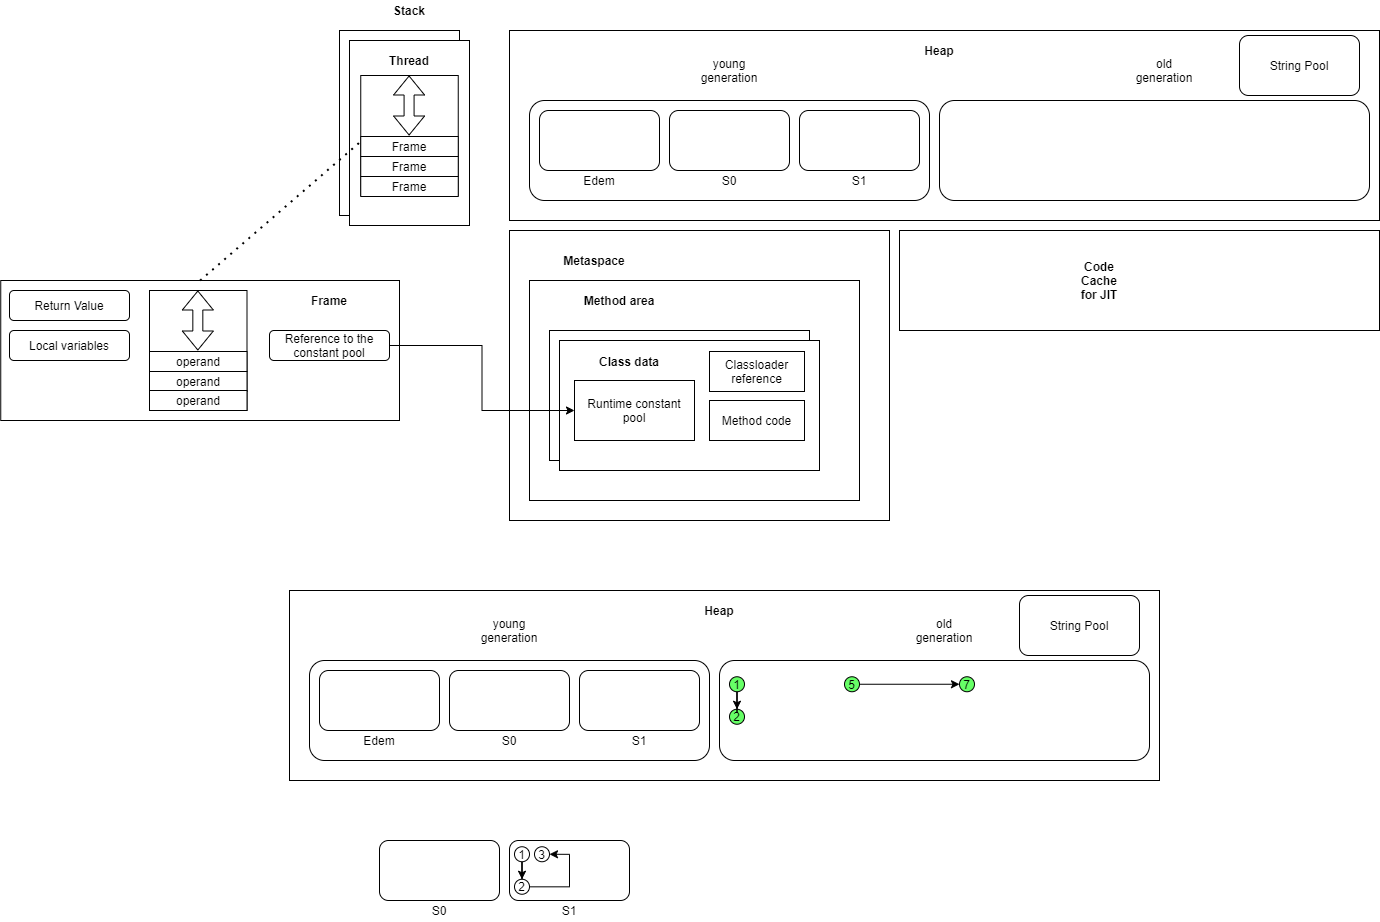 Stack
Thread
Frame
Frame
Frame
Heap
young
generation
old
generation
String Pool
Edem
S0
S1
Return Value
Local variables
operand
operand
operand
Frame
Reference to the
constant pool
Metaspace
Method area
Class data
Runtime constant
pool
Classloader
reference
Method code
Code
Cache
for JIT
Heap
young
generation
old
generation
String Pool
Edem
S0
S1
1
2
5
7
1
3
2
S0
S1